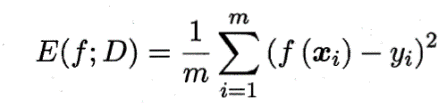 E(f; D) = \frac{1}{m} \sum_{i=1}^{m} (f(\boldsymbol{x}_i) - y_i)^2